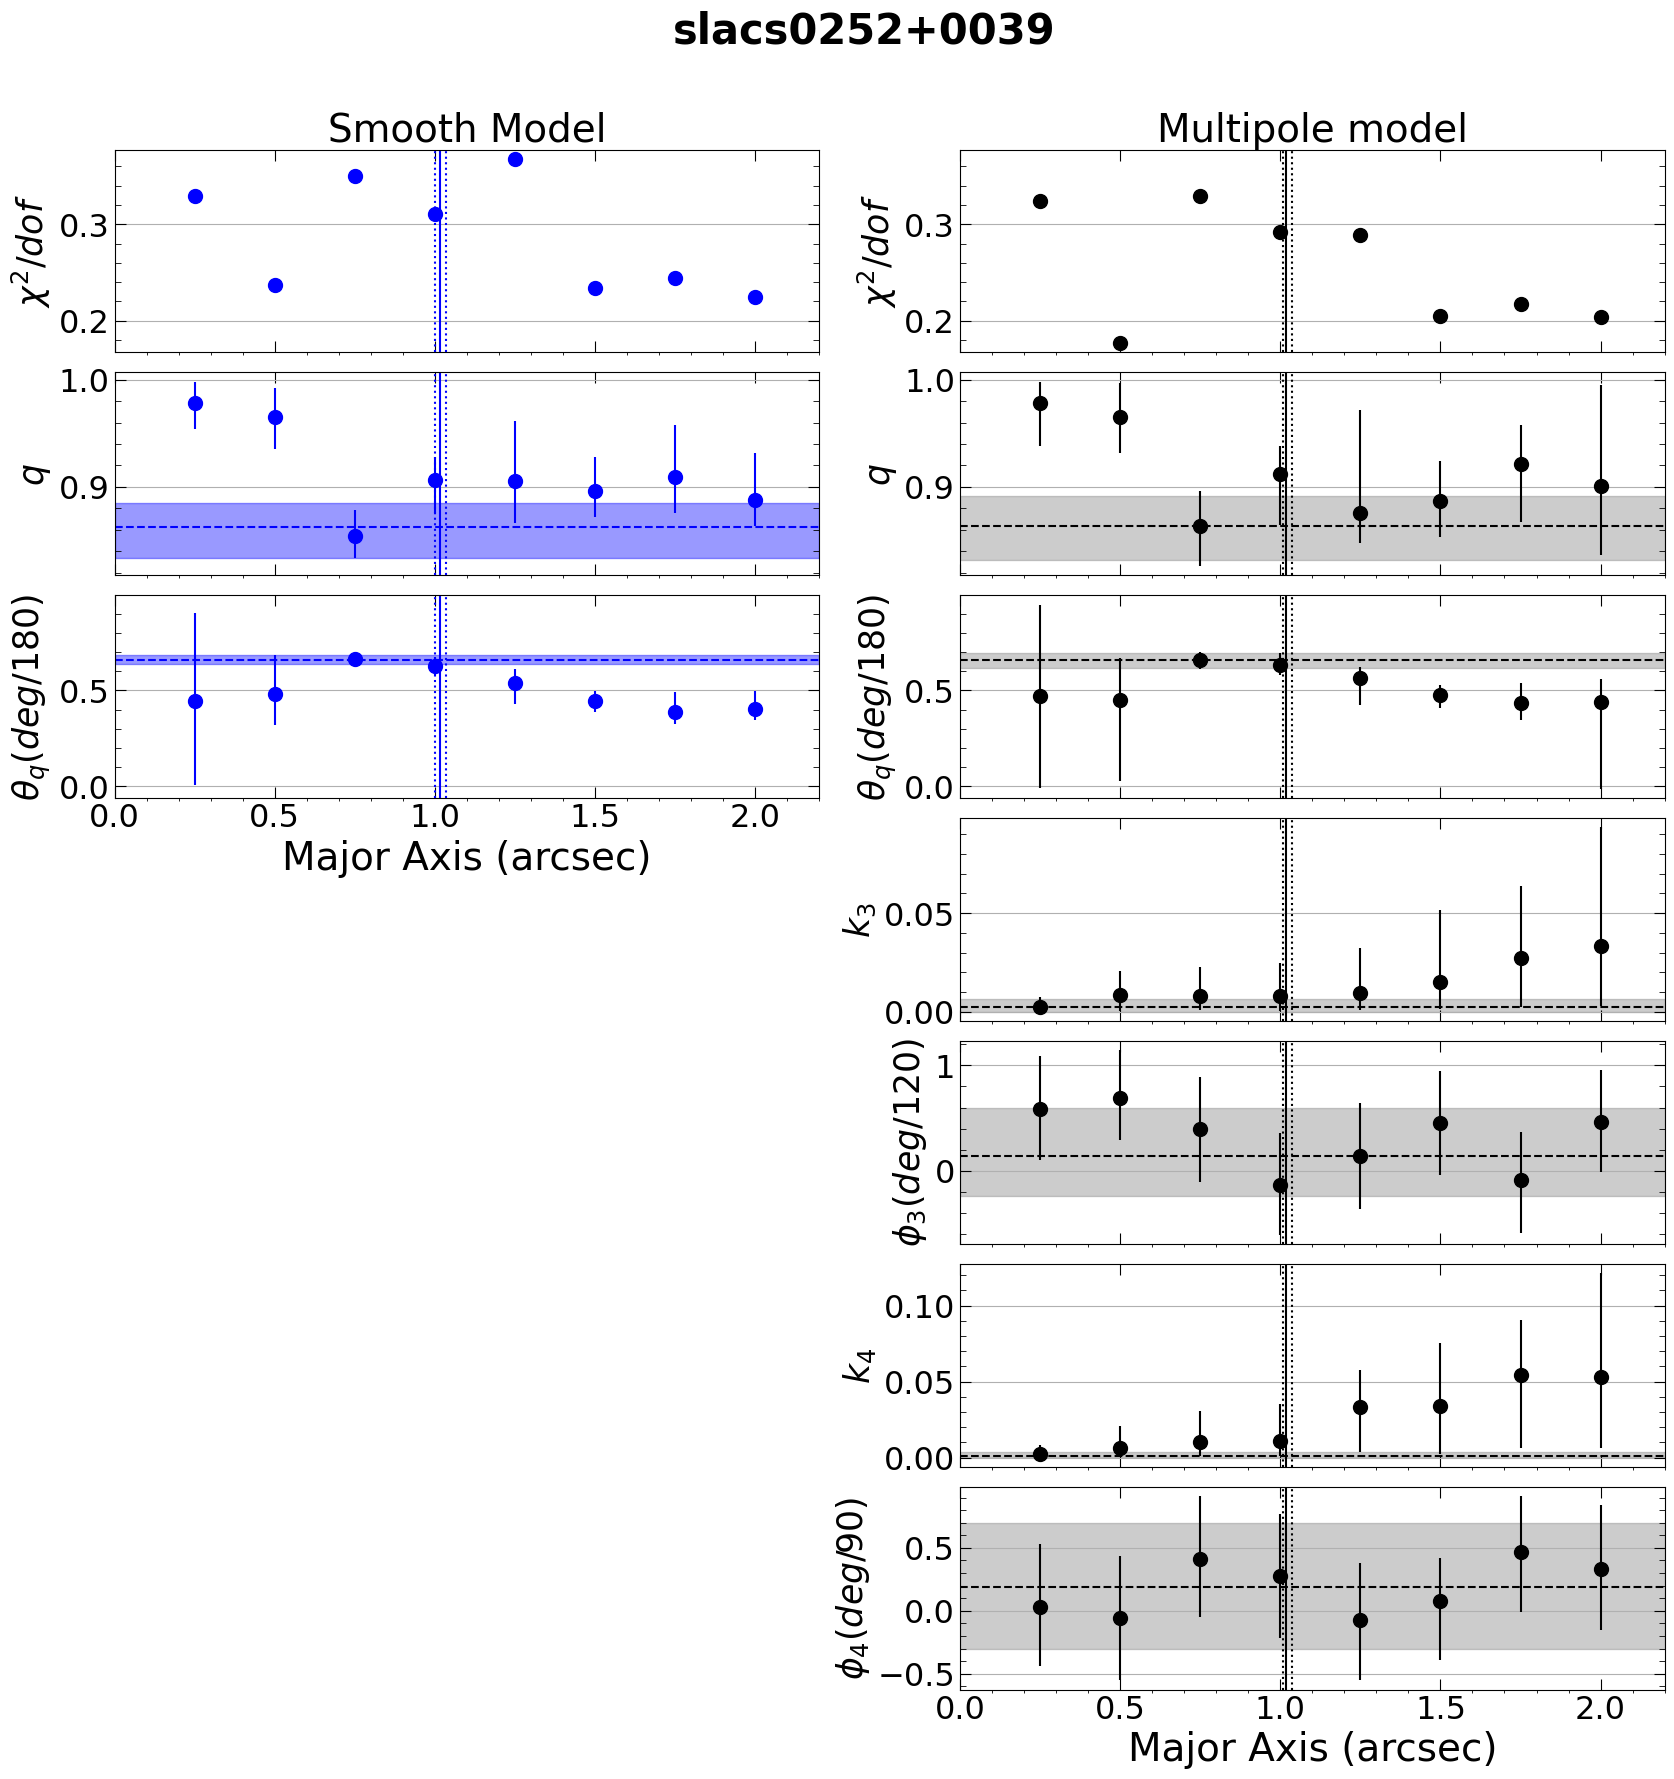 slacs0252+0039
Smooth Model
χ²/dof
0.3
0.2
q
1.0
0.9
θ_q(deg/180)
0.5
0.0
0.0 0.5 1.0 1.5 2.0
Major Axis (arcsec)
Multipole model
χ²/dof
0.3
0.2
q
1.0
0.9
θ_q(deg/180)
0.5
0.0
k₃
0.05
0.00
ϕ₃(deg/120)
1
0
k₄
0.10
0.05
0.00
ϕ₄(deg/90)
0.5
0.0
−0.5
0.0 0.5 1.0 1.5 2.0
Major Axis (arcsec)